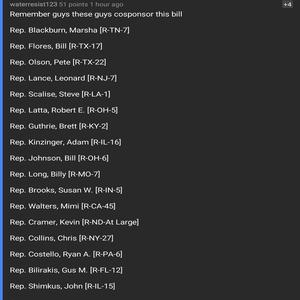 waterresist123 51 points 1 hour ago
+4
Remember guys these guys cosponsor this bill
Rep. Blackburn, Marsha [R-TN-7]
Rep. Flores, Bill [R-TX-17]
Rep. Olson, Pete [R-TX-22]
Rep. Lance, Leonard [R-NJ-7]
Rep. Scalise, Steve [R-LA-1]
Rep. Latta, Robert E. [R-OH-5]
Rep. Guthrie, Brett [R-KY-2]
Rep. Kinzinger, Adam [R-IL-16]
Rep. Johnson, Bill [R-OH-6]
Rep. Long, Billy [R-MO-7]
Rep. Brooks, Susan W. [R-IN-5]
Rep. Walters, Mimi [R-CA-45]
Rep. Cramer, Kevin [R-ND-At Large]
Rep. Collins, Chris [R-NY-27]
Rep. Costello, Ryan A. [R-PA-6]
Rep. Bilirakis, Gus M. [R-FL-12]
Rep. Shimkus, John [R-IL-15]